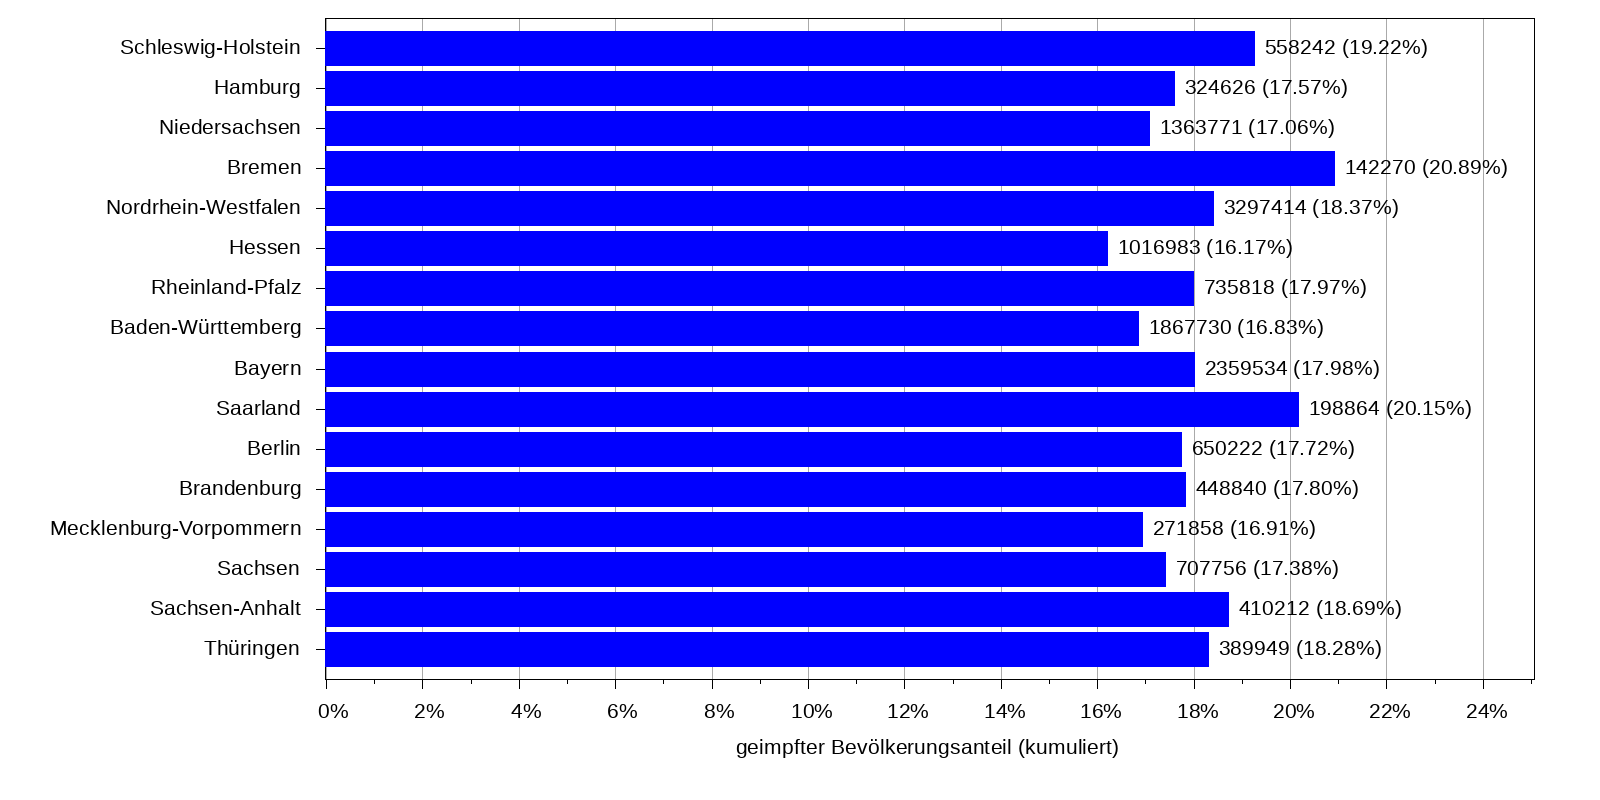 Schleswig-Holstein 558242 (19.22%)
Hamburg 324626 (17.57%)
Niedersachsen 1363771 (17.06%)
Bremen 142270 (20.89%)
Nordrhein-Westfalen 3297414 (18.37%)
Hessen 1016983 (16.17%)
Rheinland-Pfalz 735818 (17.97%)
Baden-Württemberg 1867730 (16.83%)
Bayern 2359534 (17.98%)
Saarland 198864 (20.15%)
Berlin 650222 (17.72%)
Brandenburg 448840 (17.80%)
Mecklenburg-Vorpommern 271858 (16.91%)
Sachsen 707756 (17.38%)
Sachsen-Anhalt 410212 (18.69%)
Thüringen 389949 (18.28%)
0% 2% 4% 6% 8% 10% 12% 14% 16% 18% 20% 22% 24%
geimpfter Bevölkerungsanteil (kumuliert)